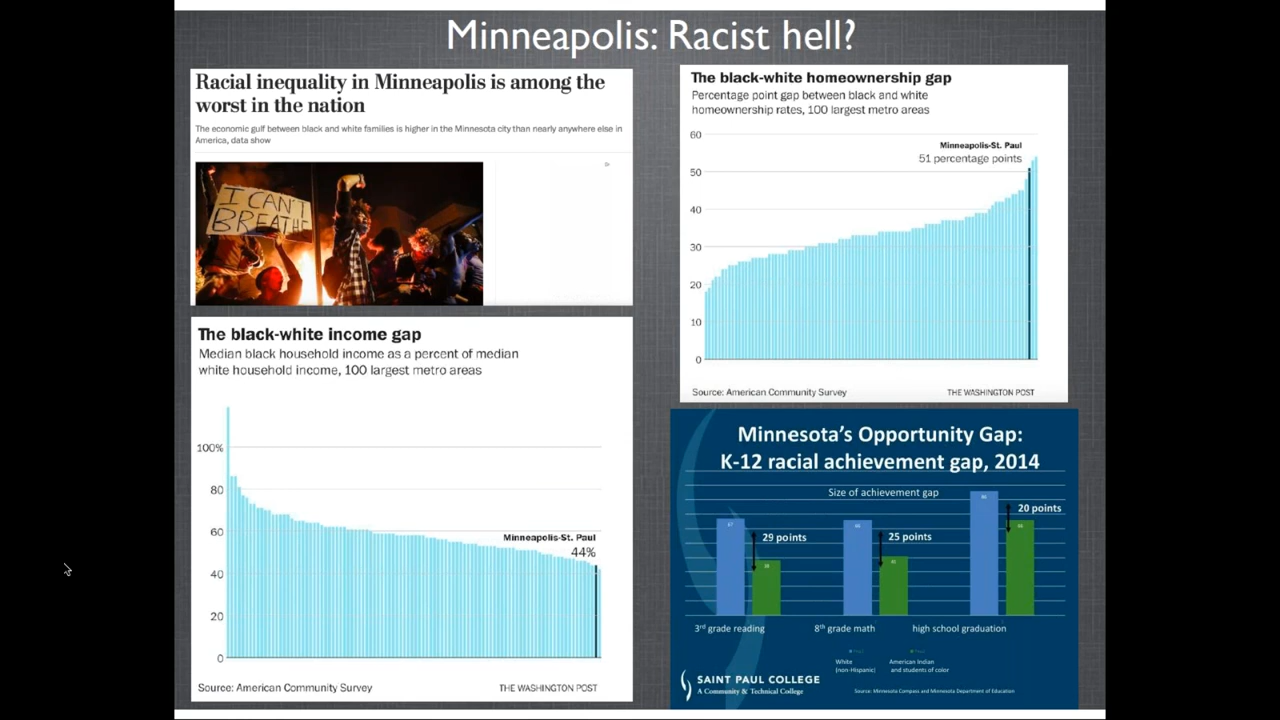 Minneapolis: Racist hell?
Racial inequality in Minneapolis is among the
worst in the nation
The economic gulf between black and white families is higher in the Minnesota city than nearly anywhere else in
America, data show
I CAN'T
BREATHE
The black-white income gap
Median black household income as a percent of median
white household income, 100 largest metro areas
100%
80
60
40
20
0
Minneapolis-St. Paul
44%
Source: American Community Survey
THE WASHINGTON POST
The black-white homeownership gap
Percentage point gap between black and white
homeownership rates, 100 largest metro areas
60
50
40
30
20
10
0
Minneapolis-St. Paul
51 percentage points
Source: American Community Survey
THE WASHINGTON POST
Minnesota's Opportunity Gap:
K-12 racial achievement gap, 2014
Size of achievement gap
29 points
25 points
20 points
3rd grade reading
8th grade math
high school graduation
White
(non-Hispanic)
American Indian
and students of color
SAINT PAUL COLLEGE
A Community & Technical College
Source: Minnesota Compass and Minnesota Department of Education